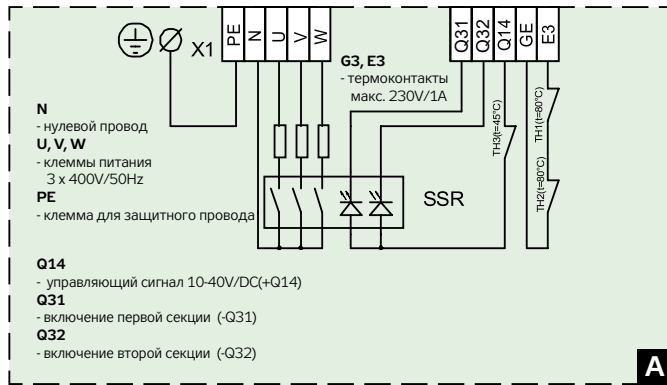 X1
PE
N
U
V
W
Q31
Q32
Q14
GE
E3
G3, E3
- термоконтакты
макс. 230V/1A
TH3(t=45°C)
TH1(t=80°C)
TH2(t=80°C)
N
- нулевой провод
U, V, W
- клеммы питания
3 x 400V/50Hz
PE
- клемма для защитного провода
SSR
Q14
- управляющий сигнал 10-40V/DC(+Q14)
Q31
- включение первой секции (-Q31)
Q32
- включение второй секции (-Q32)
A